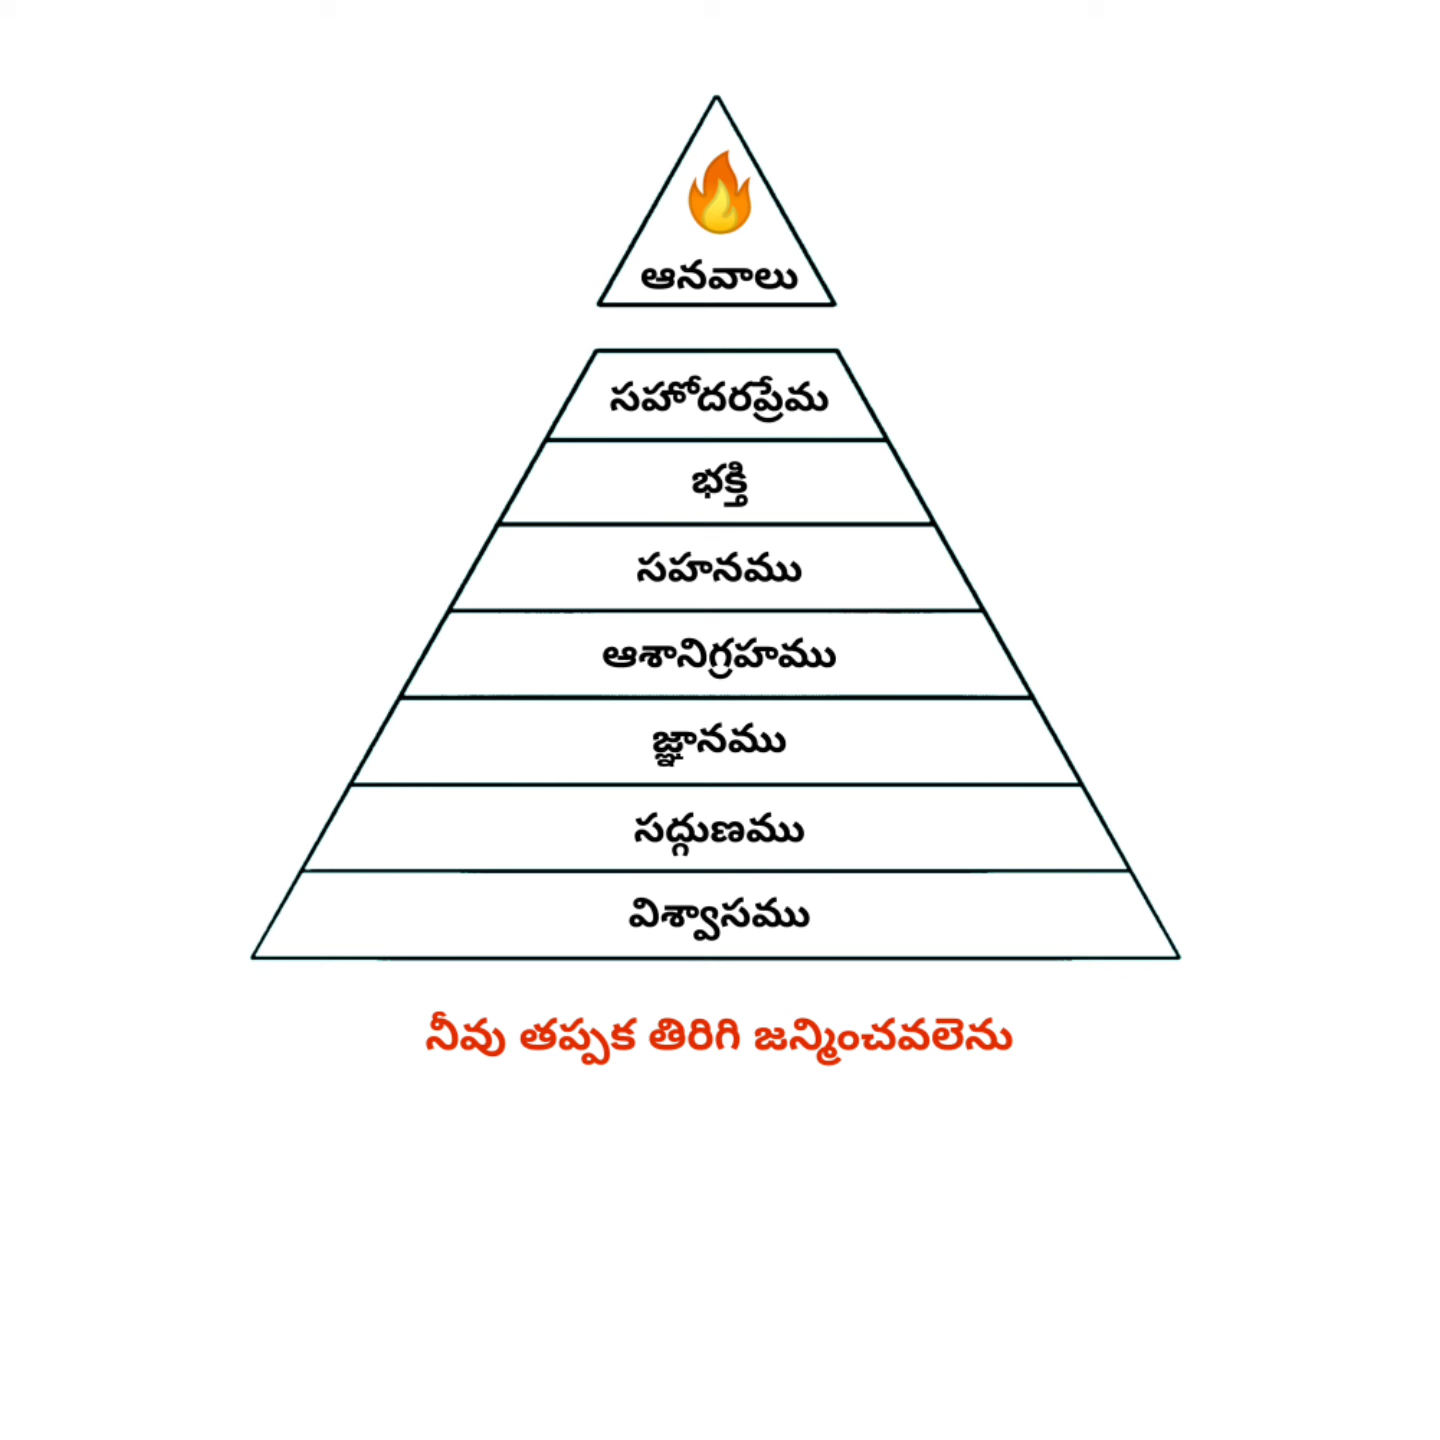 ఆనవాలు
సహోదరప్రేమ
భక్తి
సహనము
ఆశానిగ్రహము
జ్ఞానము
సద్గుణము
విశ్వాసము
నీవు తప్పక తిరిగి జన్మించవలెను